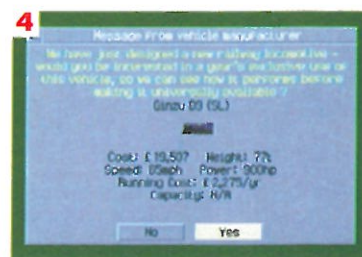 4
Message from vehicle manufacturer
We have just designed a new railway locomotive -
would you be interested in a year's exclusive use of
this vehicle, so we can see how it performs before
making it universally available ?
Cost: £19,507 Weight: 77t
Speed: 85mph Power: 900hp
Running Cost: £2,275/yr
Capacity: N/A
No Yes